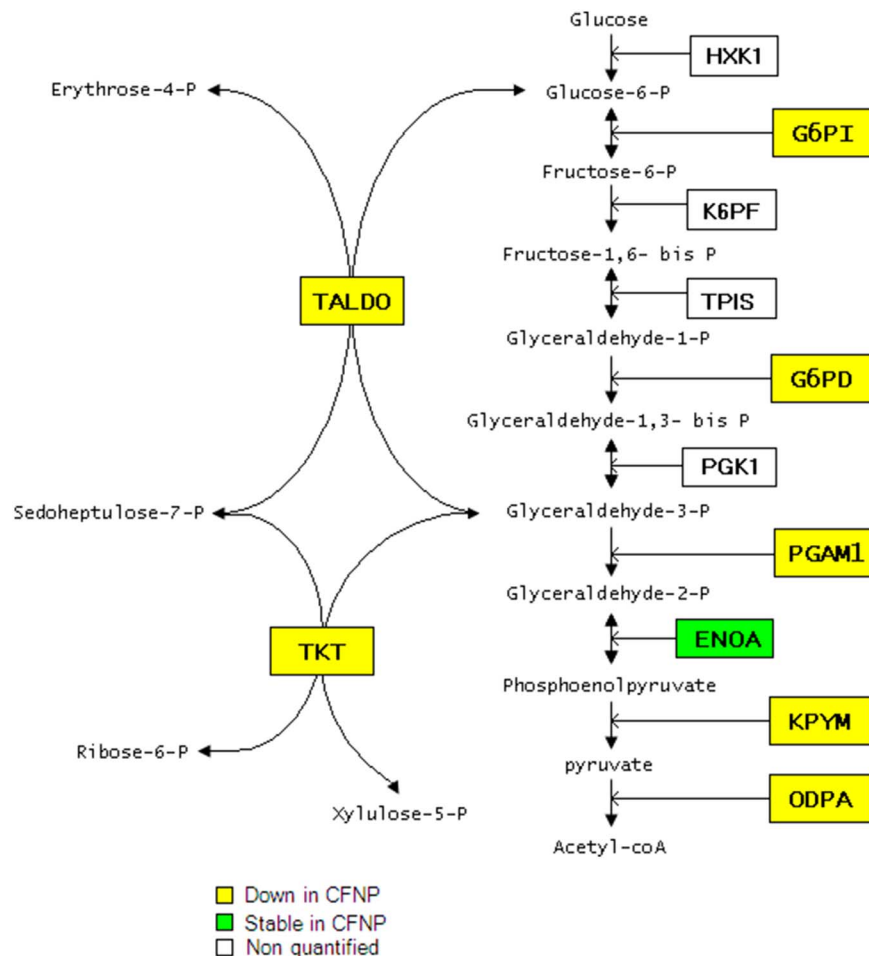 Glucose
HXK1
Erythrose-4-P
Glucose-6-P
G6PI
Fructose-6-P
K6PF
Fructose-1,6- bis P
TALDO
TPIS
Glyceraldehyde-1-P
G6PD
Glyceraldehyde-1,3- bis P
PGK1
Sedoheptulose-7-P
Glyceraldehyde-3-P
PGAM1
Glyceraldehyde-2-P
TKT
ENOA
Phosphoenolpyruvate
KPYM
Ribose-6-P
pyruvate
ODPA
Xylulose-5-P
Acetyl-coA
Down in CFNP
Stable in CFNP
Non quantified